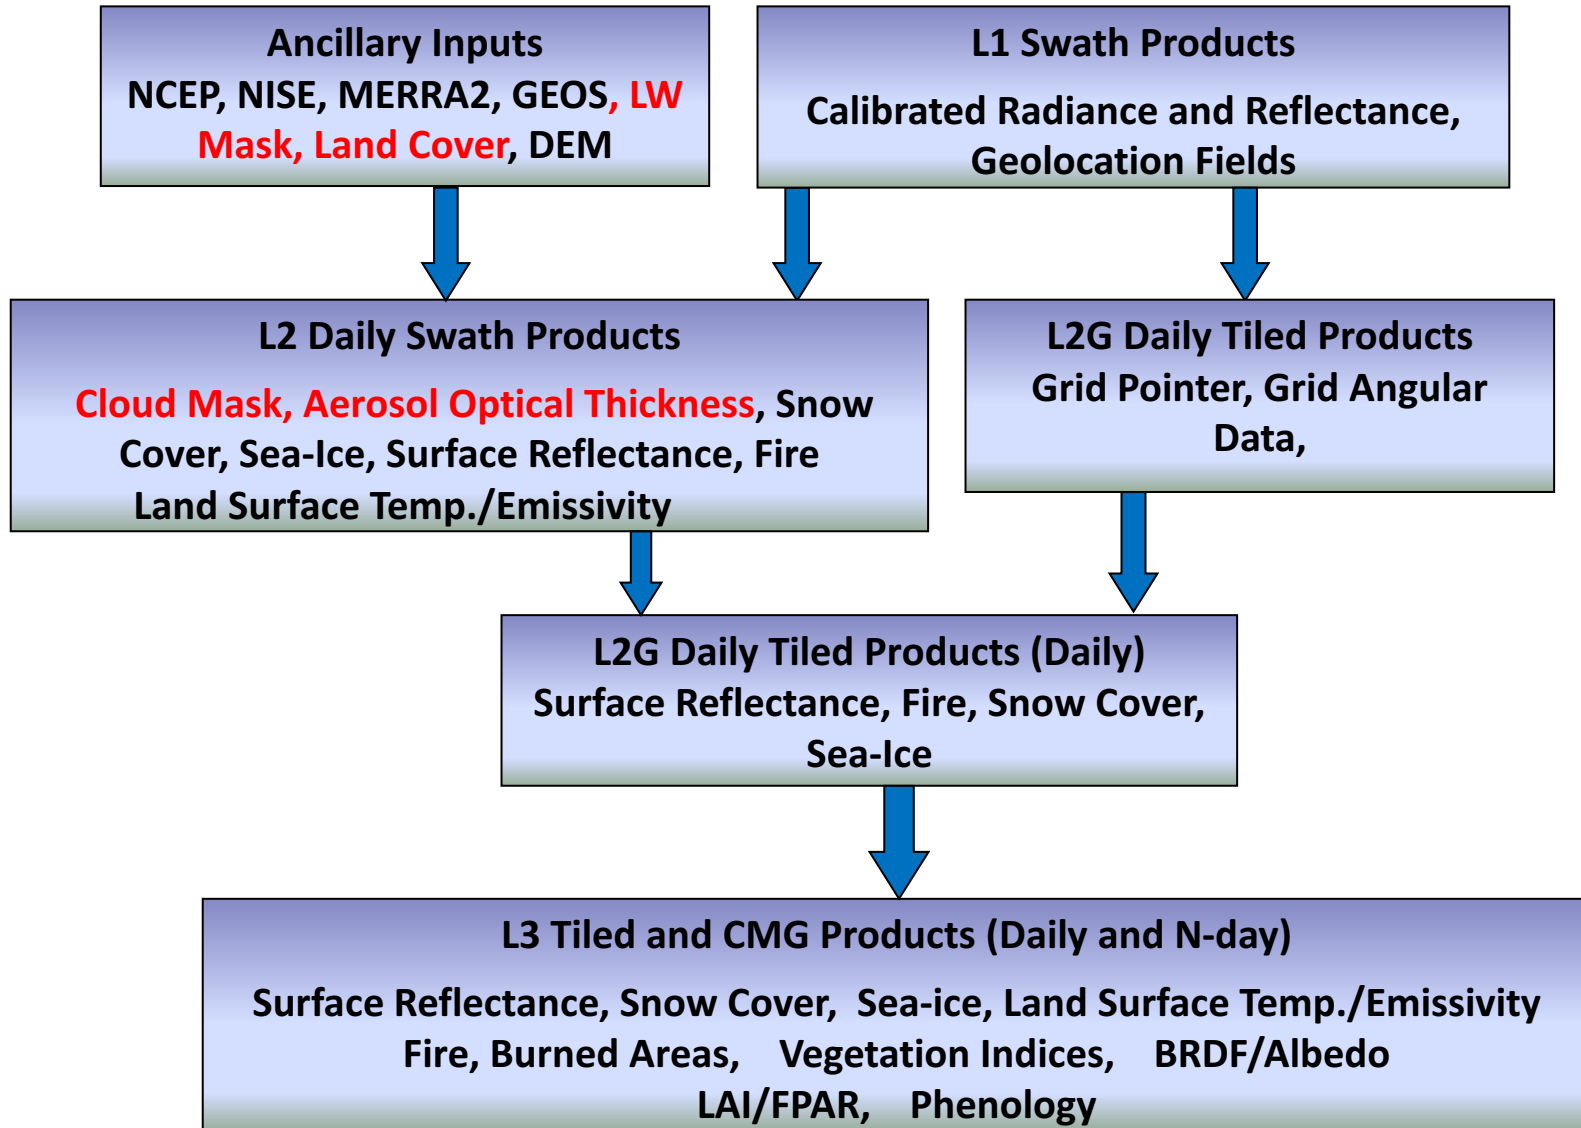 Ancillary Inputs
NCEP, NISE, MERRA2, GEOS, LW
Mask, Land Cover, DEM
L1 Swath Products
Calibrated Radiance and Reflectance,
Geolocation Fields
L2 Daily Swath Products
Cloud Mask, Aerosol Optical Thickness, Snow
Cover, Sea-Ice, Surface Reflectance, Fire
Land Surface Temp./Emissivity
L2G Daily Tiled Products
Grid Pointer, Grid Angular
Data,
L2G Daily Tiled Products (Daily)
Surface Reflectance, Fire, Snow Cover,
Sea-Ice
L3 Tiled and CMG Products (Daily and N-day)
Surface Reflectance, Snow Cover, Sea-ice, Land Surface Temp./Emissivity
Fire, Burned Areas, Vegetation Indices, BRDF/Albedo
LAI/FPAR, Phenology